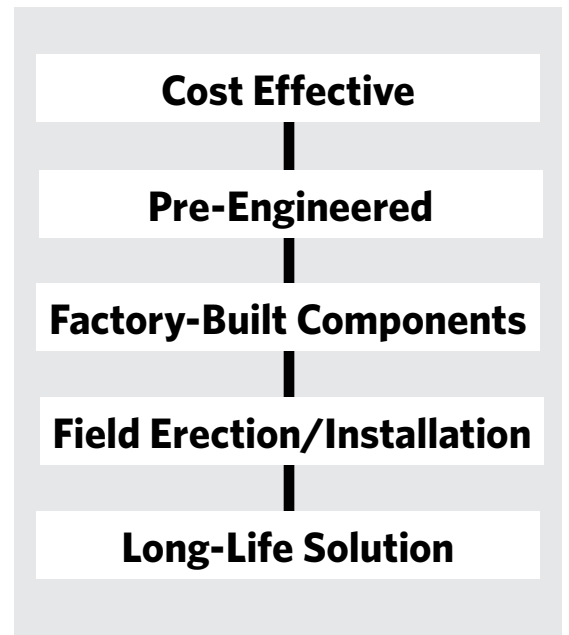 Cost Effective
Pre-Engineered
Factory-Built Components
Field Erection/Installation
Long-Life Solution